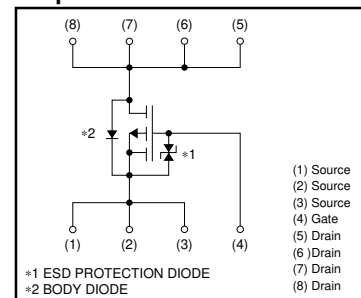 (8) (7) (6) (5)
∗2
∗1
(1) (2) (3) (4)
(1) Source
(2) Source
(3) Source
(4) Gate
(5) Drain
(6 )Drain
(7) Drain
(8) Drain
∗1 ESD PROTECTION DIODE
∗2 BODY DIODE